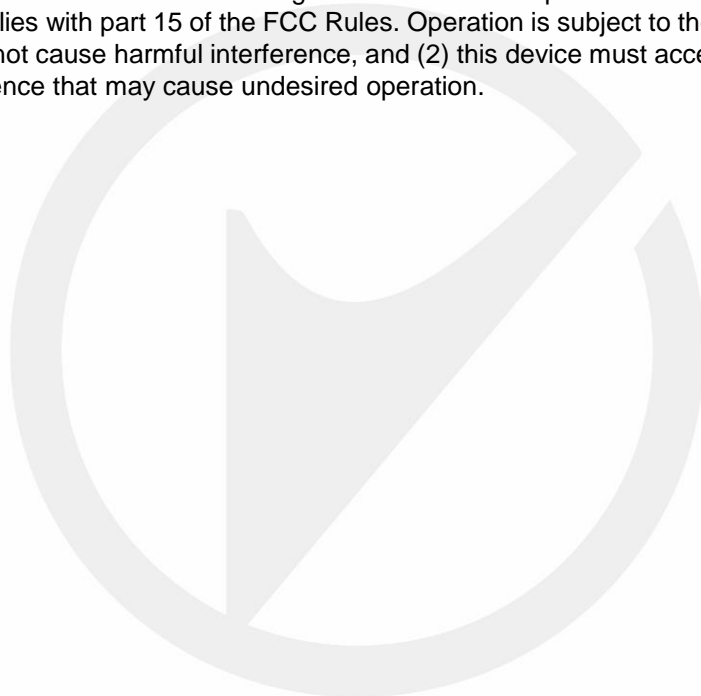 lies with part 15 of the FCC Rules. Operation is subject to the
not cause harmful interference, and (2) this device must acce
ence that may cause undesired operation.